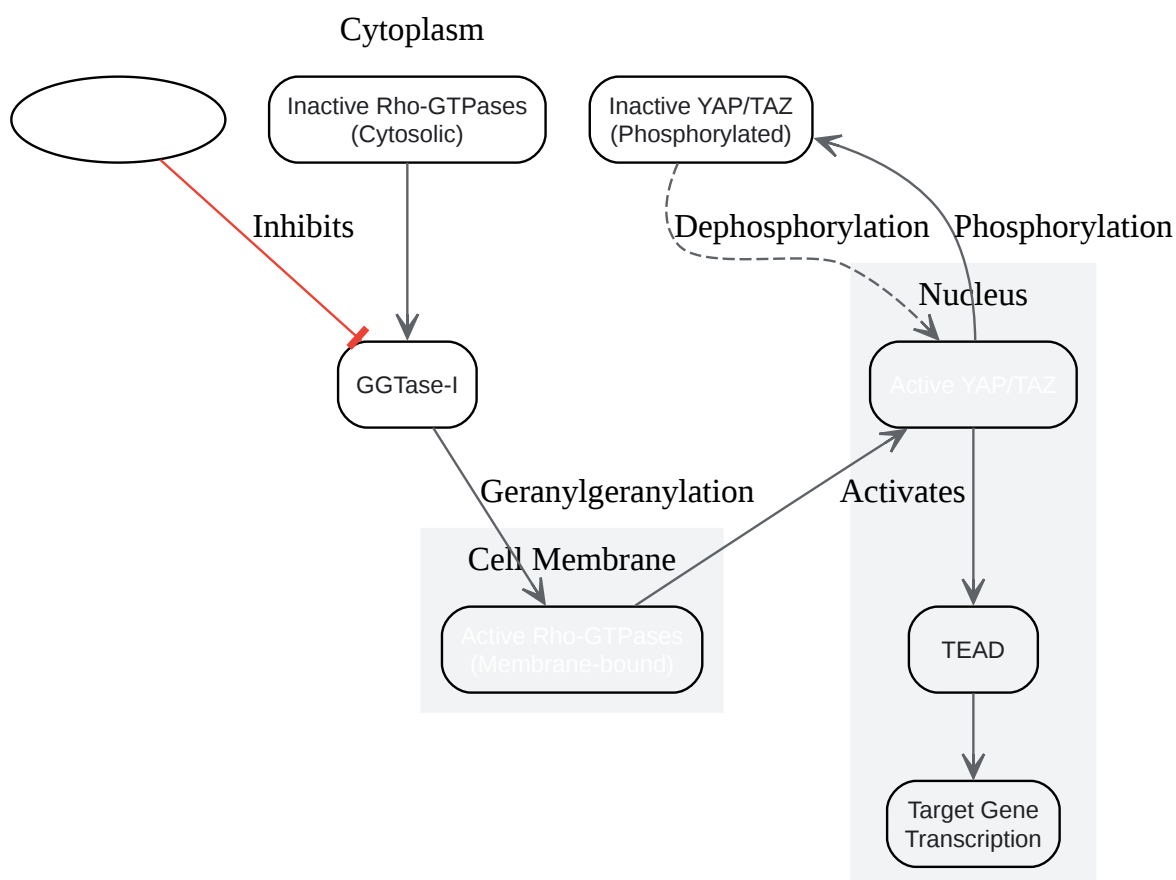 Cytoplasm
Inactive Rho-GTPases
(Cytosolic)
Inactive YAP/TAZ
(Phosphorylated)
Inhibits
Dephosphorylation
Phosphorylation
Nucleus
GGTase-I
Active YAP/TAZ
Geranylgeranylation
Activates
Cell Membrane
Active Rho-GTPases
(Membrane-bound)
TEAD
Target Gene
Transcription